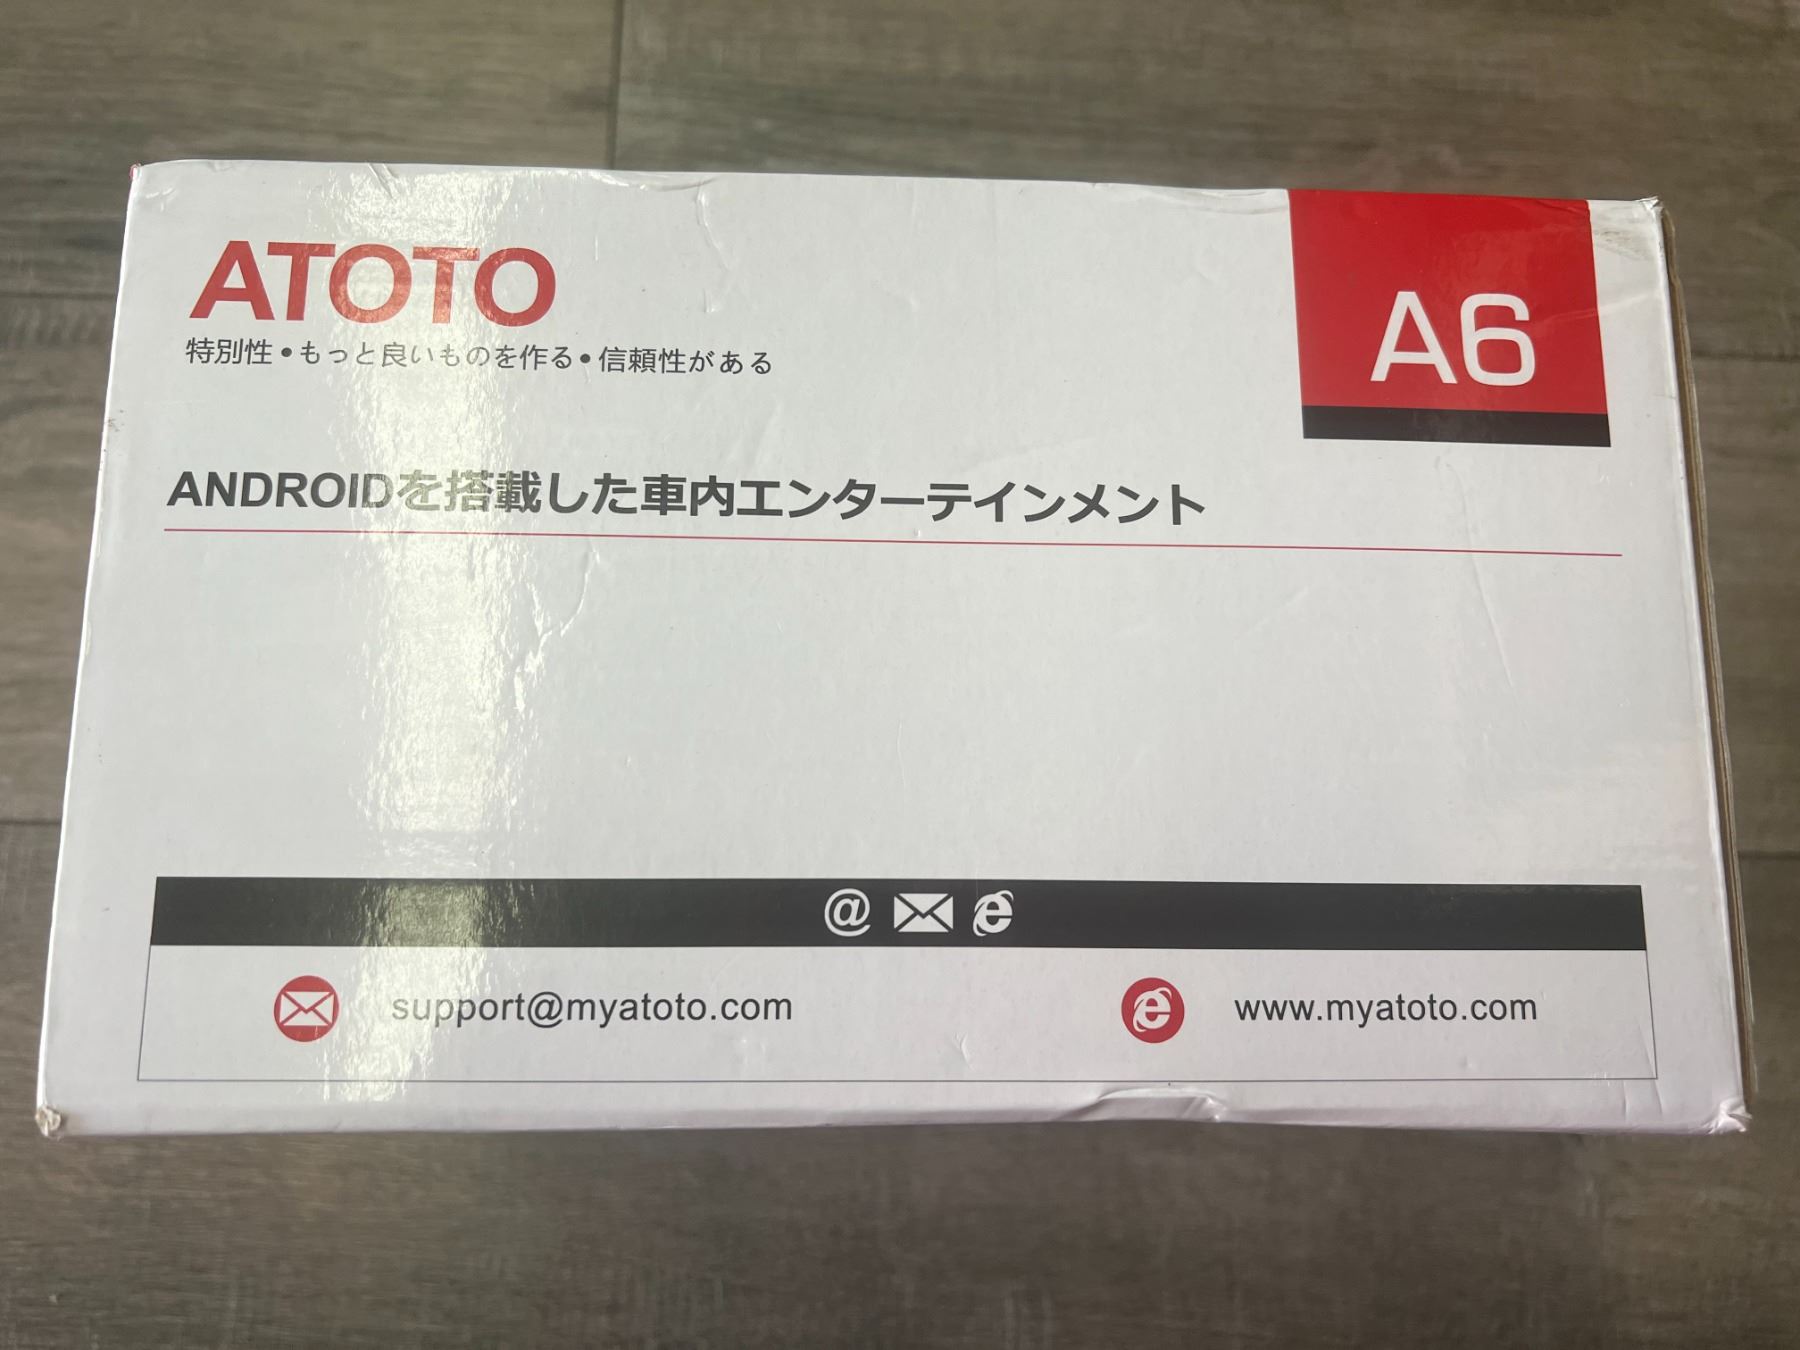 ATOTO
特別性•もっと良いものを作る•信頼性がある
A6
ANDROIDを搭載した車内エンターテインメント
support@myatoto.com
www.myatoto.com